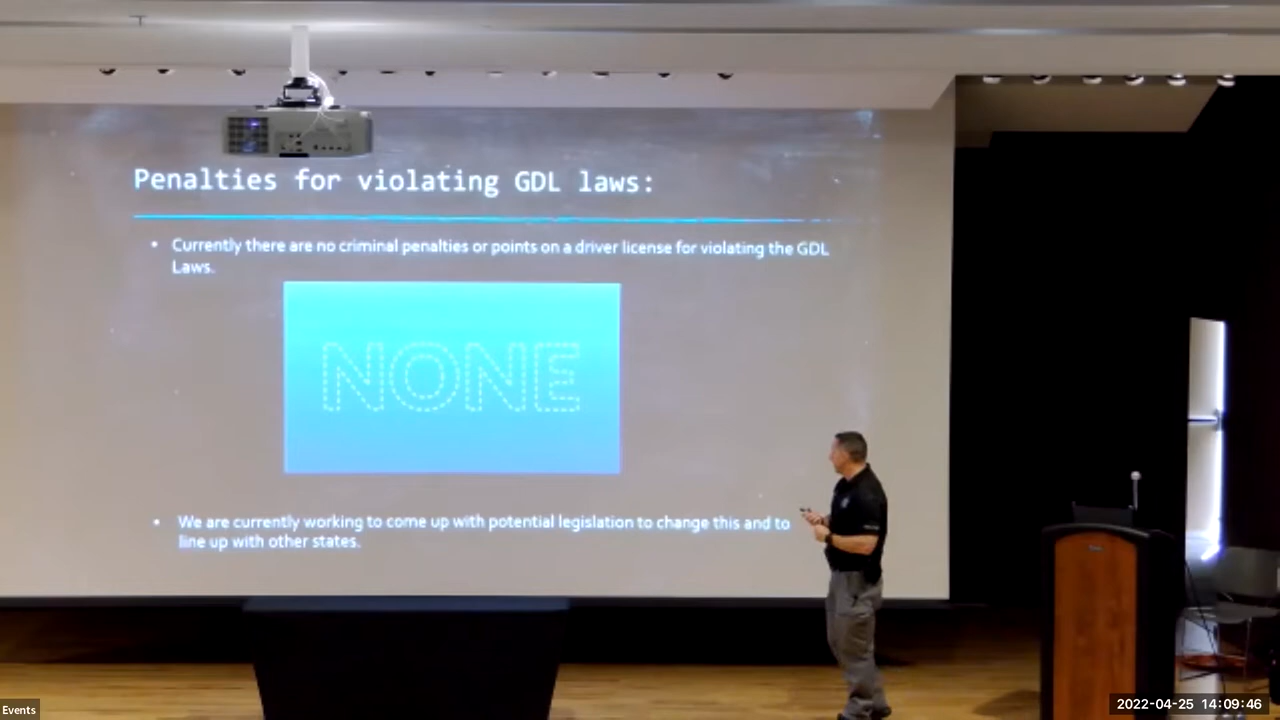 Penalties for violating GDL laws:
• Currently there are no criminal penalties or points on a driver license for violating the GDL
Laws.
NONE
• We are currently working to come up with potential legislation to change this and to
line up with other states.
Events
2022-04-25 14:09:46